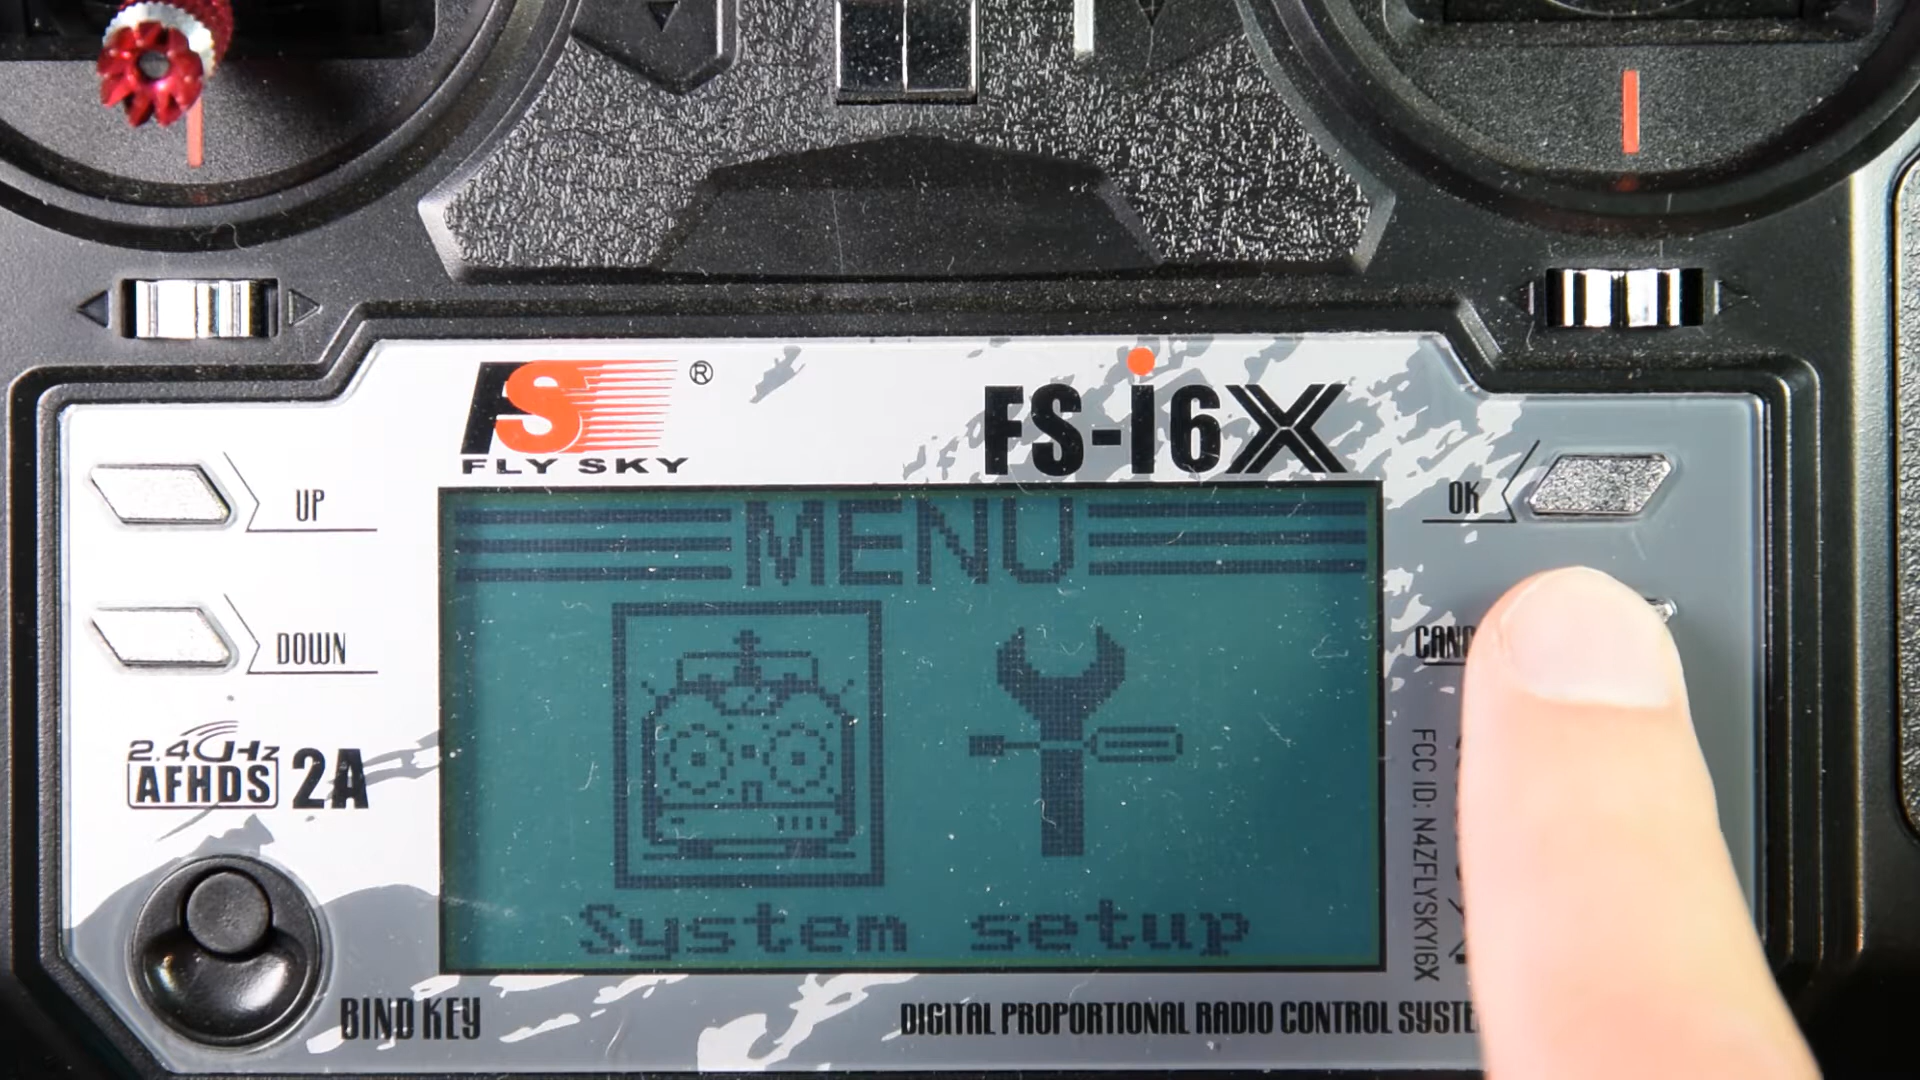 FS ®
FLY SKY
FS-i6X
UP
OK
MENU
DOWN
2.4GHz
AFHDS 2A
System setup
FCC ID: N4ZFLYSKYI6X
BIND KEY
DIGITAL PROPORTIONAL RADIO CONTROL